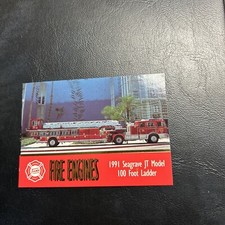 FIRE ENGINES
1991 Seagrave JT Model
100 Foot Ladder